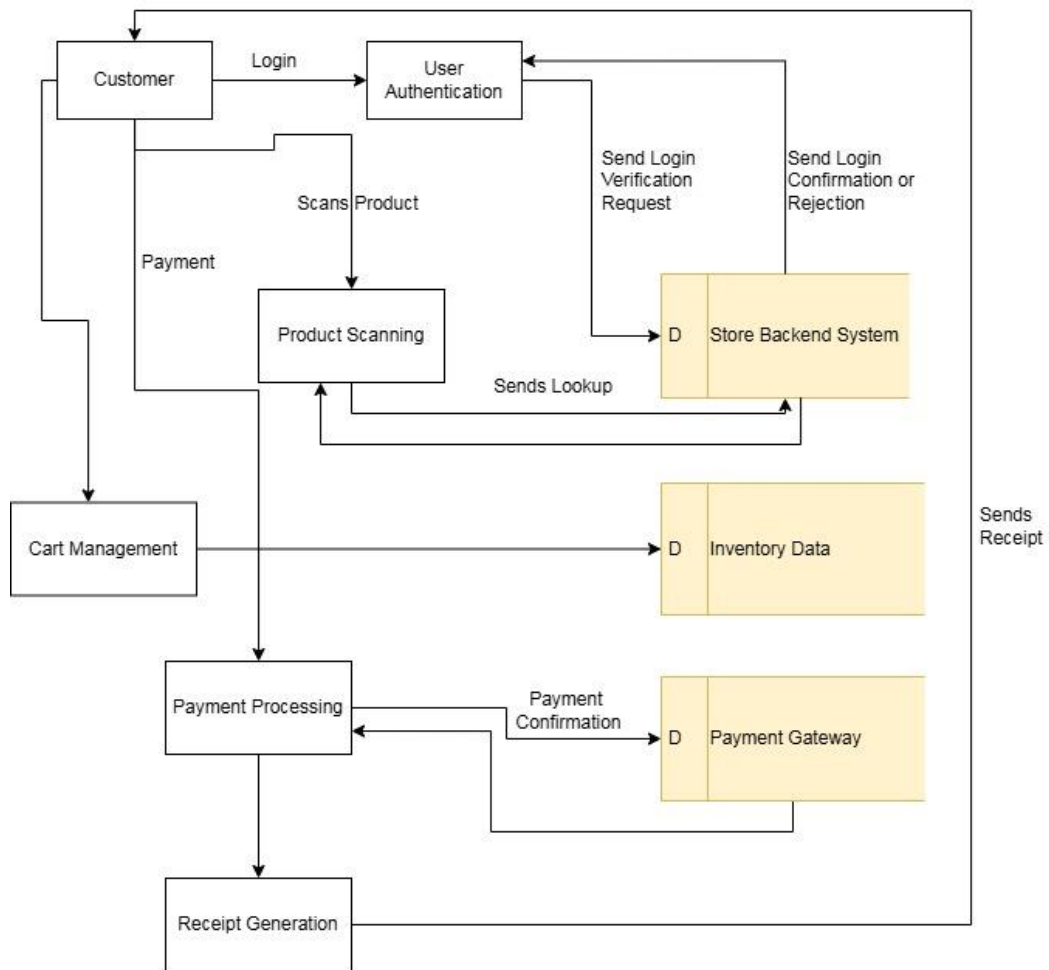 Customer
Login
User
Authentication
Send Login
Verification
Request
Send Login
Confirmation or
Rejection
Scans Product
Payment
Product Scanning
D
Store Backend System
Sends Lookup
Cart Management
D
Inventory Data
Sends
Receipt
Payment Processing
Payment
Confirmation
D
Payment Gateway
Receipt Generation